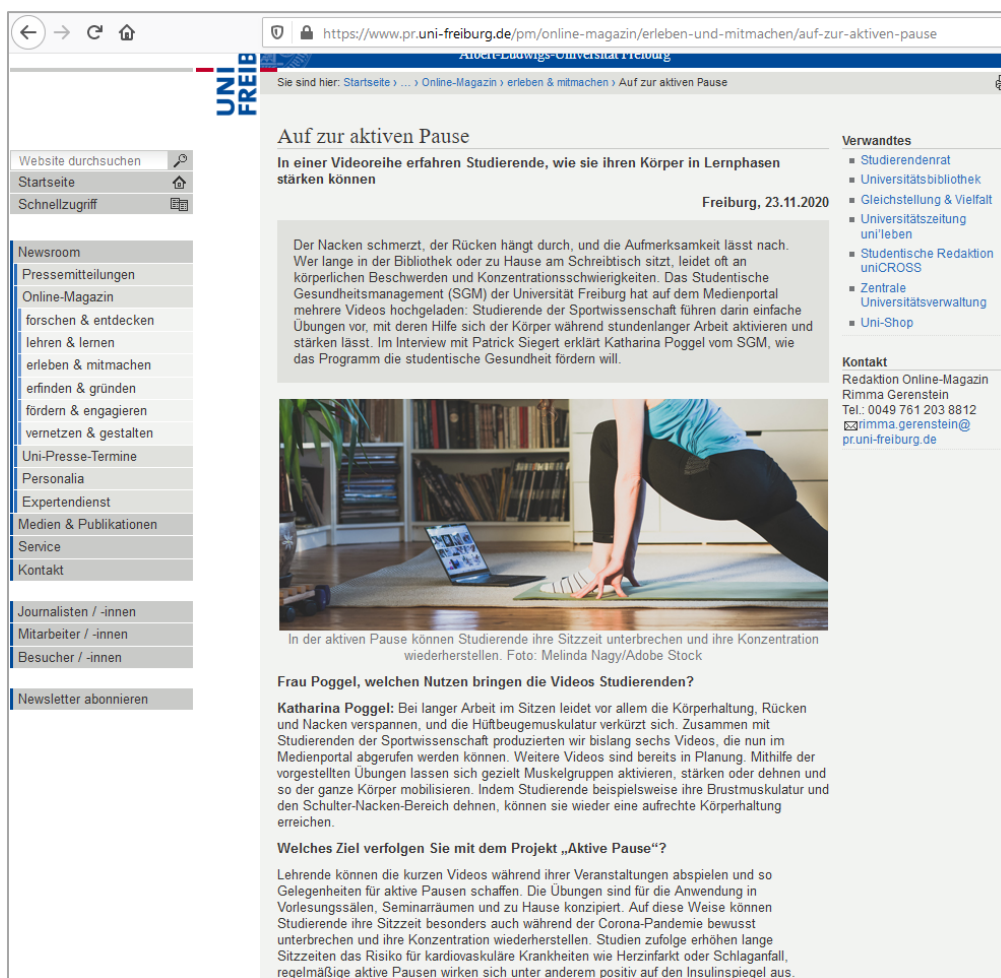 https://www.pr.uni-freiburg.de/pm/online-magazin/erleben-und-mitmachen/auf-zur-aktiven-pause
Albert-Ludwigs-Universität Freiburg
UNI
FREIB
Sie sind hier: Startseite › ... › Online-Magazin › erleben & mitmachen › Auf zur aktiven Pause
Website durchsuchen
Startseite
Schnellzugriff
Newsroom
Pressemitteilungen
Online-Magazin
forschen & entdecken
lehren & lernen
erleben & mitmachen
erfinden & gründen
fördern & engagieren
vernetzen & gestalten
Uni-Presse-Termine
Personalia
Expertendienst
Medien & Publikationen
Service
Kontakt
Journalisten / -innen
Mitarbeiter / -innen
Besucher / -innen
Newsletter abonnieren
Auf zur aktiven Pause
In einer Videoreihe erfahren Studierende, wie sie ihren Körper in Lernphasen
stärken können
Freiburg, 23.11.2020
Der Nacken schmerzt, der Rücken hängt durch, und die Aufmerksamkeit lässt nach.
Wer lange in der Bibliothek oder zu Hause am Schreibtisch sitzt, leidet oft an
körperlichen Beschwerden und Konzentrationsschwierigkeiten. Das Studentische
Gesundheitsmanagement (SGM) der Universität Freiburg hat auf dem Medienportal
mehrere Videos hochgeladen: Studierende der Sportwissenschaft führen darin einfache
Übungen vor, mit deren Hilfe sich der Körper während stundenlanger Arbeit aktivieren und
stärken lässt. Im Interview mit Patrick Siegert erklärt Katharina Poggel vom SGM, wie
das Programm die studentische Gesundheit fördern will.
In der aktiven Pause können Studierende ihre Sitzzeit unterbrechen und ihre Konzentration
wiederherstellen. Foto: Melinda Nagy/Adobe Stock
Frau Poggel, welchen Nutzen bringen die Videos Studierenden?
Katharina Poggel: Bei langer Arbeit im Sitzen leidet vor allem die Körperhaltung, Rücken
und Nacken verspannen, und die Hüftbeugemuskulatur verkürzt sich. Zusammen mit
Studierenden der Sportwissenschaft produzierten wir bislang sechs Videos, die nun im
Medienportal abgerufen werden können. Weitere Videos sind bereits in Planung. Mithilfe der
vorgestellten Übungen lassen sich gezielt Muskelgruppen aktivieren, stärken oder dehnen und
so der ganze Körper mobilisieren. Indem Studierende beispielsweise ihre Brustmuskulatur und
den Schulter-Nacken-Bereich dehnen, können sie wieder eine aufrechte Körperhaltung
erreichen.
Welches Ziel verfolgen Sie mit dem Projekt „Aktive Pause“?
Lehrende können die kurzen Videos während ihrer Veranstaltungen abspielen und so
Gelegenheiten für aktive Pausen schaffen. Die Übungen sind für die Anwendung in
Vorlesungssälen, Seminarräumen und zu Hause konzipiert. Auf diese Weise können
Studierende ihre Sitzzeit besonders auch während der Corona-Pandemie bewusst
unterbrechen und ihre Konzentration wiederherstellen. Studien zufolge erhöhen lange
Sitzzeiten das Risiko für kardiovaskuläre Krankheiten wie Herzinfarkt oder Schlaganfall,
regelmäßige aktive Pausen wirken sich unter anderem positiv auf den Insulinspiegel aus.
Verwandtes
Studierendenrat
Universitätsbibliothek
Gleichstellung & Vielfalt
Universitätszeitung
uni'leben
Studentische Redaktion
uniCROSS
Zentrale
Universitätsverwaltung
Uni-Shop
Kontakt
Redaktion Online-Magazin
Rimma Gerenstein
Tel.: 0049 761 203 8812
rimma.gerenstein@
pr.uni-freiburg.de